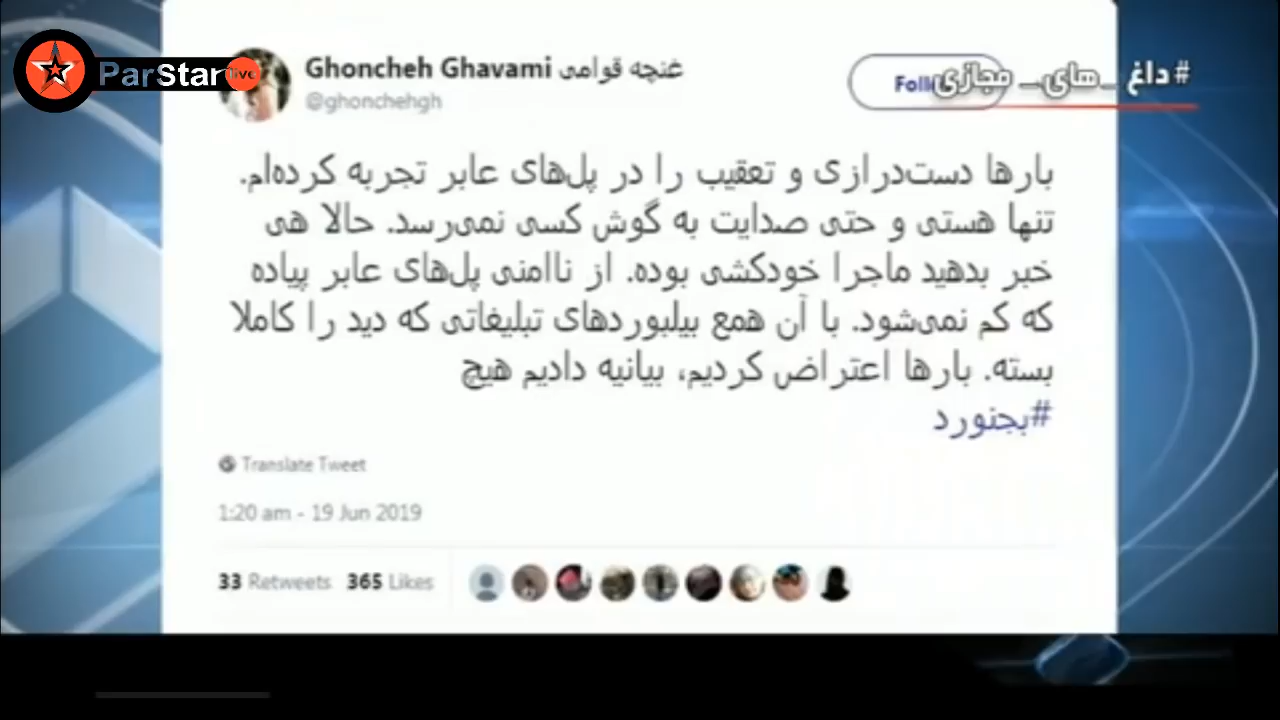 ParStar live
#داغ _های_ مجازی
Ghoncheh Ghavami غنچه قوامی
@ghonchehgh
بارها دست‌درازی و تعقیب را در پل‌های عابر تجربه کرده‌ام.
تنها هستی و حتی صدایت به گوش کسی نمی‌رسد. حالا هی
خبر بدهید ماجرا خودکشی بوده. از ناامنی پل‌های عابر پیاده
که کم نمی‌شود. با آن همع بیلبوردهای تبلیغاتی که دید را کاملا
بسته. بارها اعتراض کردیم، بیانیه دادیم هیچ
#بجنورد
Translate Tweet
1:20 am - 19 Jun 2019
33 Retweets 365 Likes